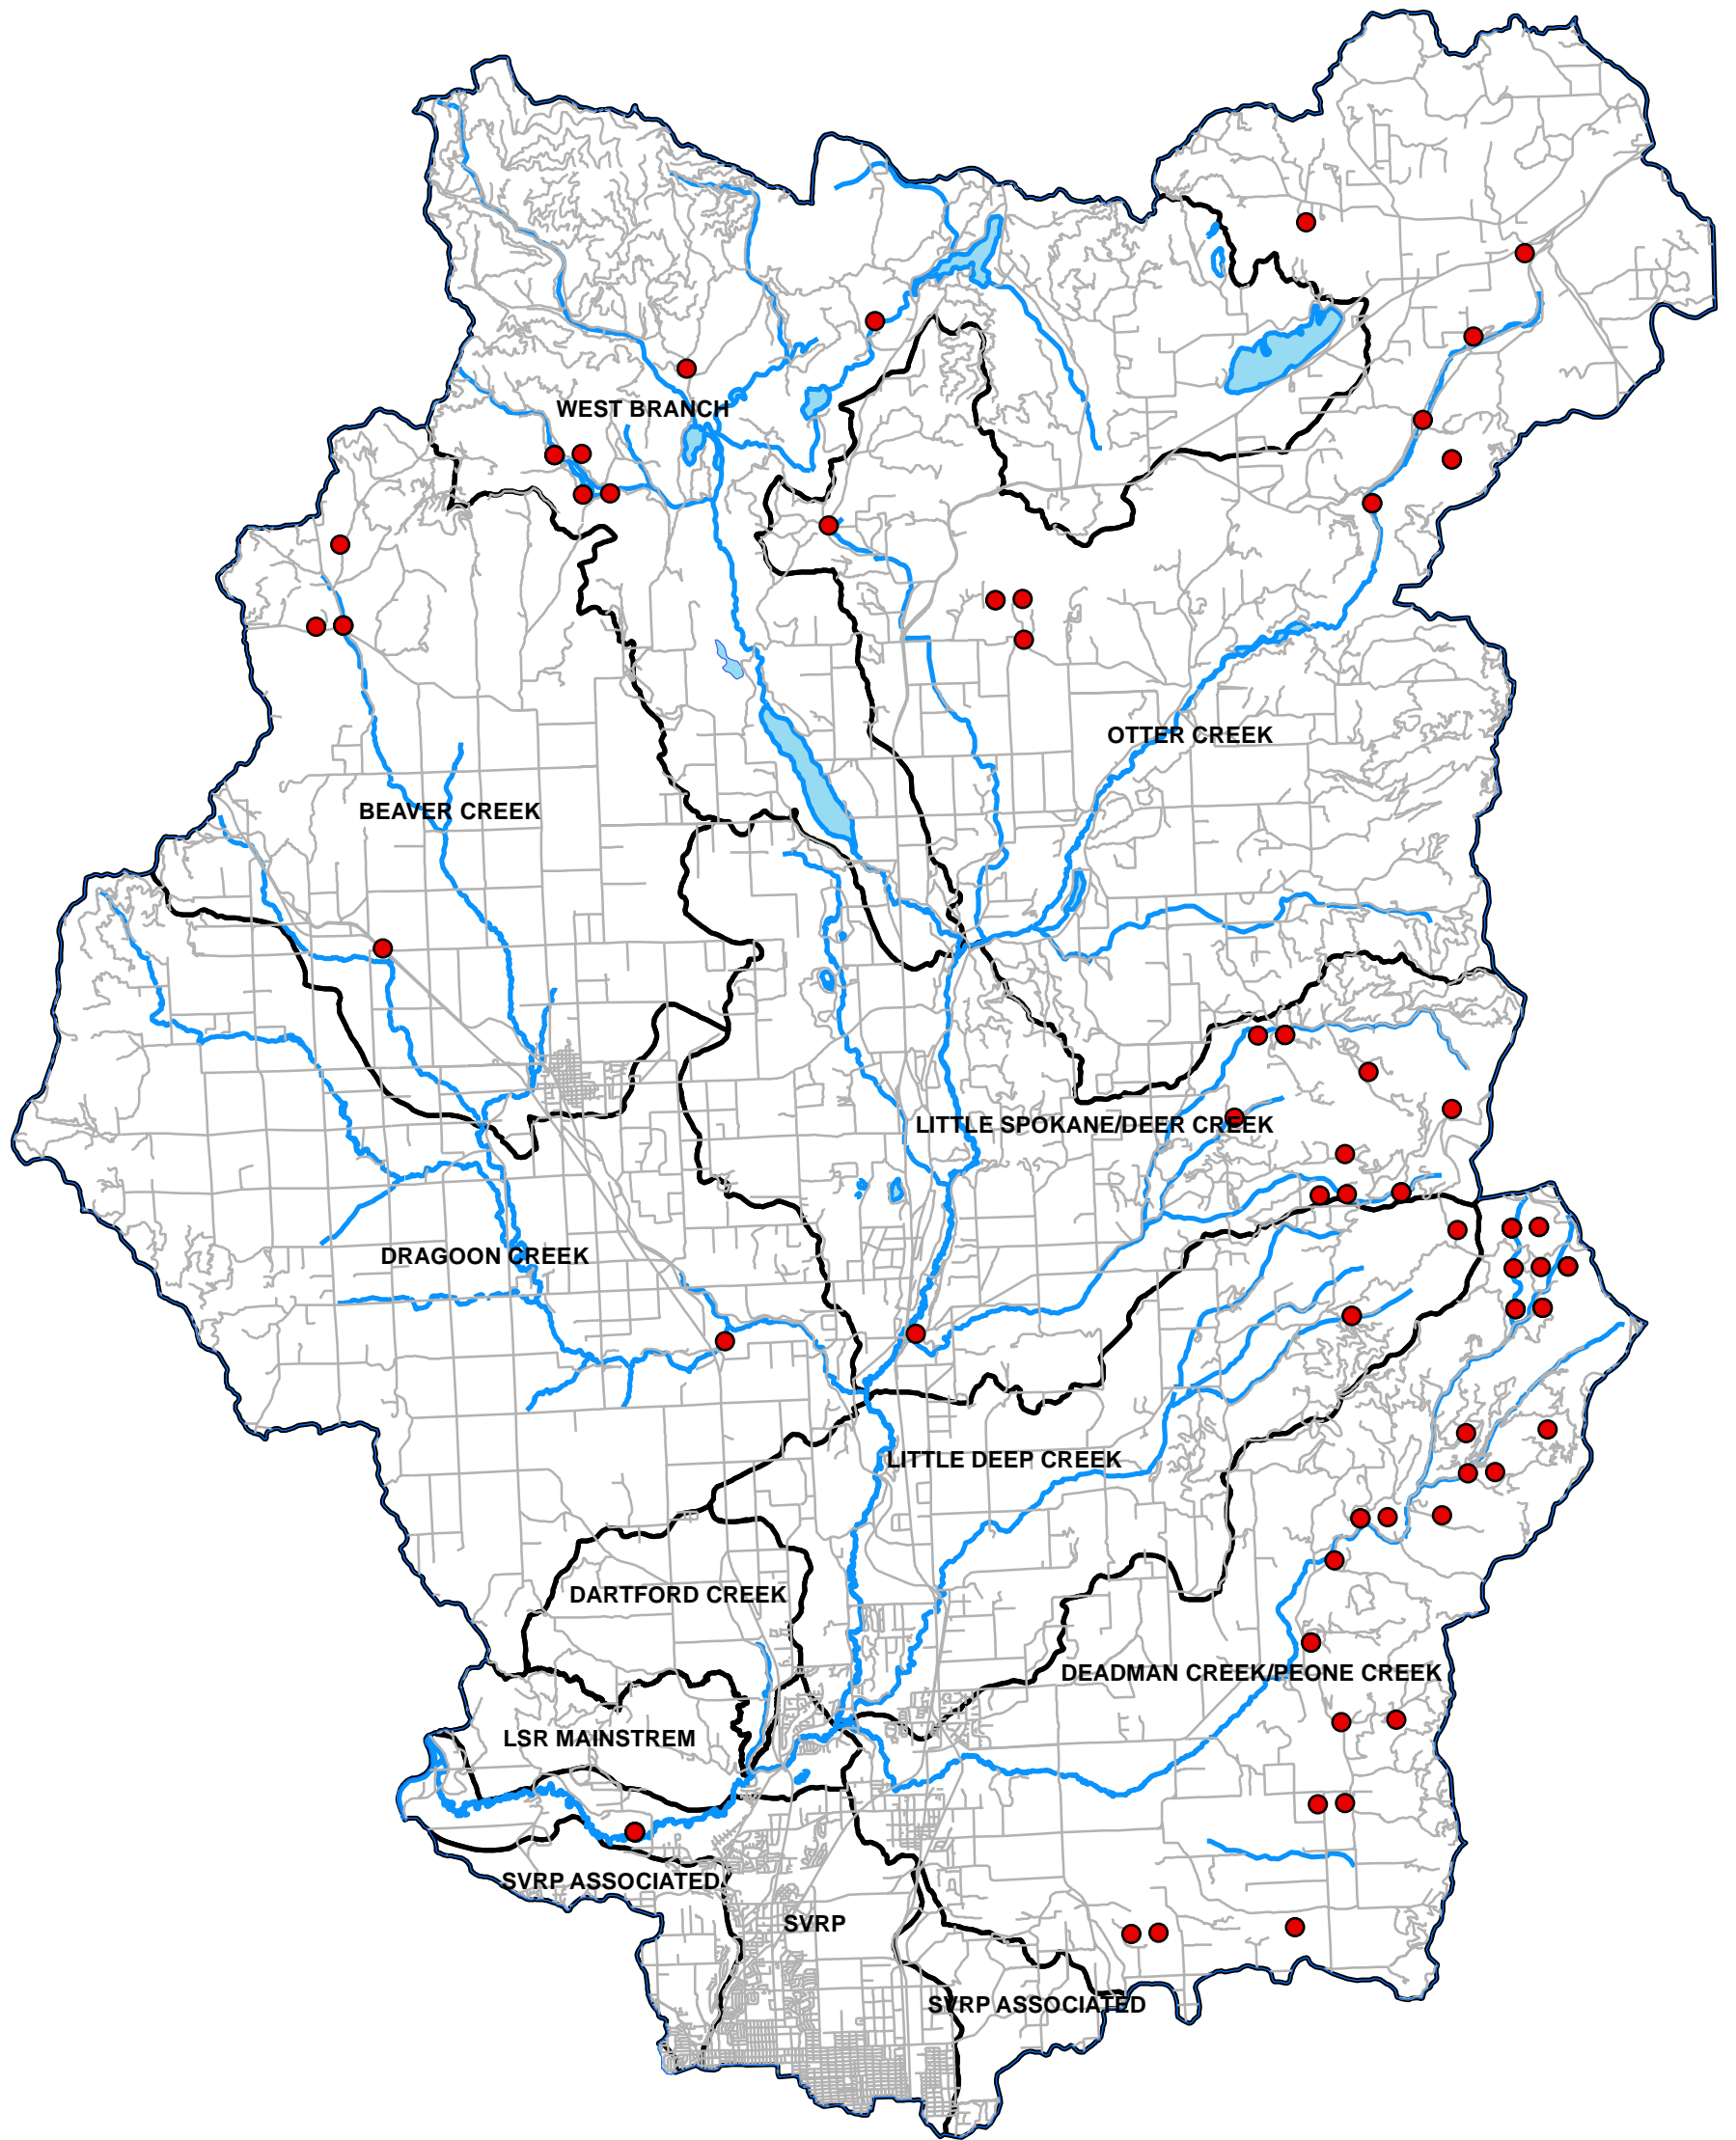 WEST BRANCH
OTTER CREEK
BEAVER CREEK
LITTLE SPOKANE/DEER CREEK
DRAGOON CREEK
LITTLE DEEP CREEK
DARTFORD CREEK
DEADMAN CREEK/PEONE CREEK
LSR MAINSTREM
SVRP ASSOCIATED
SVRP
SVRP ASSOCIATED